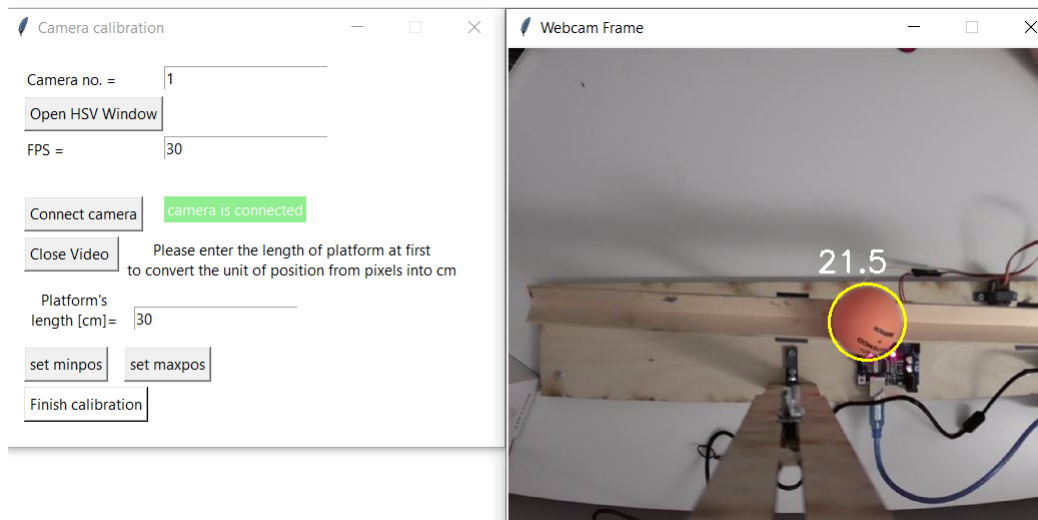 Camera calibration
Camera no. =
1
Open HSV Window
FPS =
30
Connect camera
camera is connected
Close Video
Please enter the length of platform at first
to convert the unit of position from pixels into cm
Platform's
length [cm]=
30
set minpos
set maxpos
Finish calibration
Webcam Frame
21.5